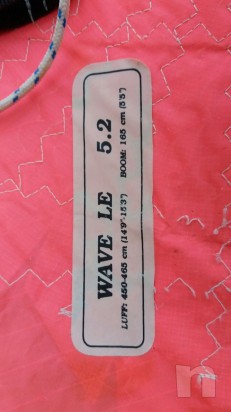 WAVE LE 5.2
LUFF: 450-465 cm (14'9"-15'3") BOOM: 165 cm (5'5")
n